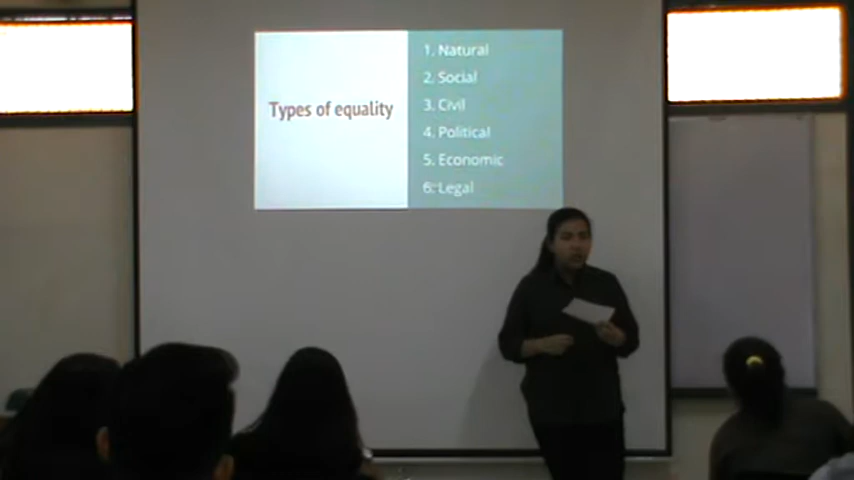 Types of equality
1. Natural
2. Social
3. Civil
4. Political
5. Economic
6. Legal